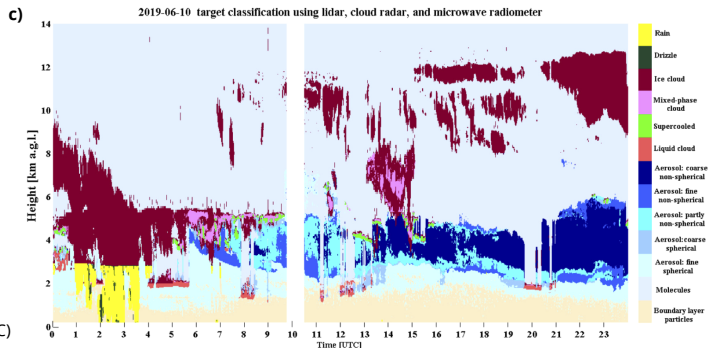 c)
2019-06-10 target classification using lidar, cloud radar, and microwave radiometer
Height [km a.g.l.]
14
12
10
8
6
4
2
0
C)
0 1 2 3 4 5 6 7 8 9 10 11 12 13 14 15 16 17 18 19 20 21 22 23
Time [UTC]
Rain
Drizzle
Ice cloud
Mixed-phase
cloud
Supercooled
Liquid cloud
Aerosol: coarse
non-spherical
Aerosol: fine
non-spherical
Aerosol: partly
non-spherical
Aerosol:coarse
spherical
Aerosol: fine
spherical
Molecules
Boundary layer
particles